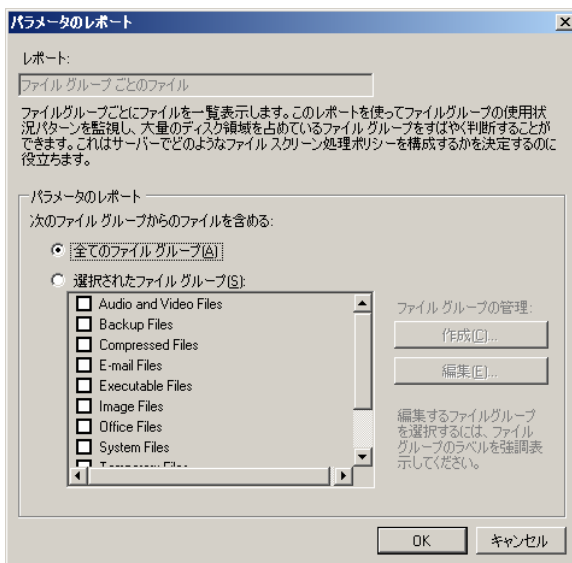 パラメータのレポート
レポート:
ファイル グループ ごとのファイル
ファイルグループごとにファイルを一覧表示します。このレポートを使ってファイルグループの使用状
況パターンを監視し、大量のディスク領域を占めているファイル グループをすばやく判断することが
できます。これはサーバーでどのようなファイル スクリーン処理ポリシーを構成するかを決定するのに
役立ちます。
パラメータのレポート
次のファイル グループからのファイルを含める:
全てのファイル グループ(A)
選択されたファイル グループ(S):
Audio and Video Files
Backup Files
Compressed Files
E-mail Files
Executable Files
Image Files
Office Files
System Files
Temporary Files
ファイル グループの管理:
作成(C)...
編集(E)...
編集するファイルグループ
を選択するには、ファイル
グループのラベルを強調表
示してください。
OK
キャンセル